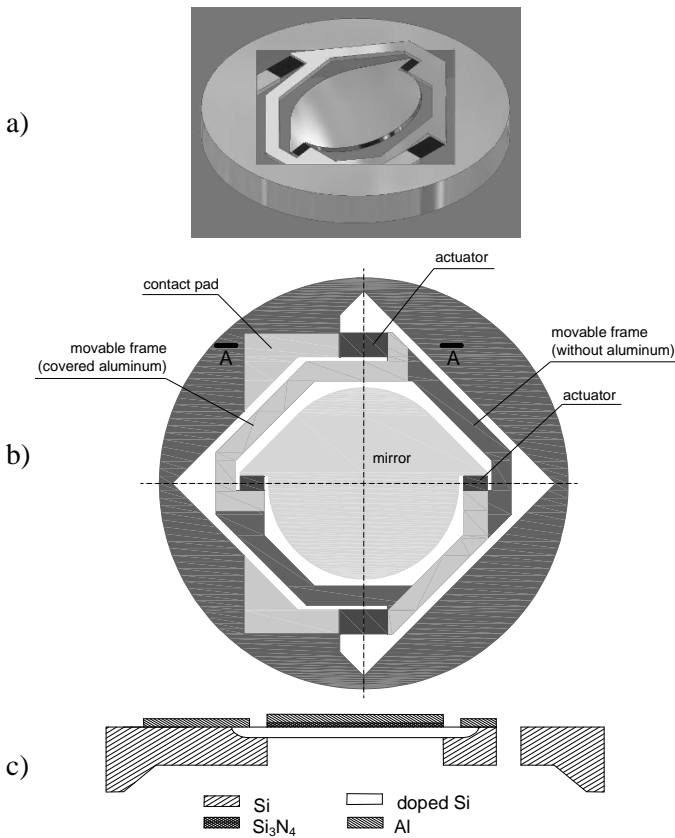 a)
actuator
contact pad
movable frame
(without aluminum)
movable frame
(covered aluminum)
A
A
actuator
b)
mirror
c)
Si
doped Si
Si₃N₄
Al